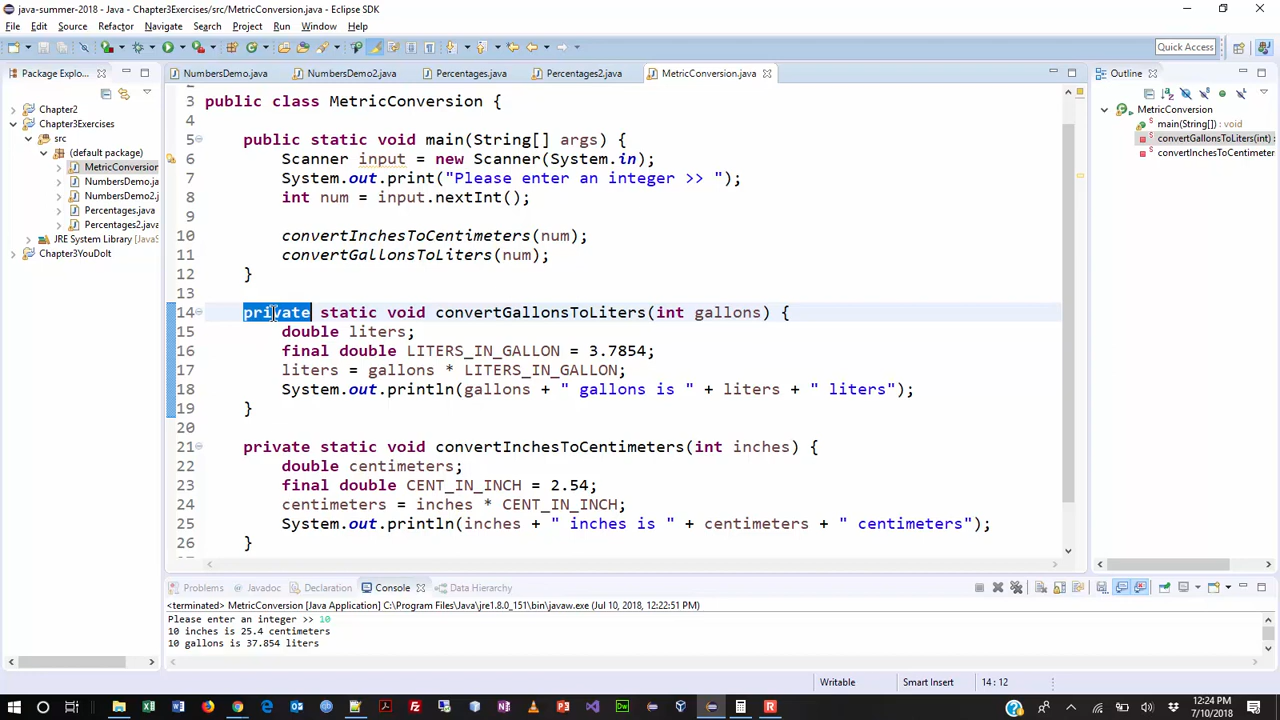 java-summer-2018 - Java - Chapter3Exercises/src/MetricConversion.java - Eclipse SDK
File Edit Source Refactor Navigate Search Project Run Window Help
Quick Access
Package Explo...
NumbersDemo.java NumbersDemo2.java Percentages.java Percentages2.java MetricConversion.java
Outline
Chapter2
Chapter3Exercises
src
(default package)
MetricConversion
NumbersDemo.ja
NumbersDemo2.j
Percentages.java
Percentages2.java
JRE System Library [JavaS
Chapter3YouDoIt
2
3 public class MetricConversion {
4
5 public static void main(String[] args) {
6 Scanner input = new Scanner(System.in);
7 System.out.print("Please enter an integer >> ");
8 int num = input.nextInt();
9
10 convertInchesToCentimeters(num);
11 convertGallonsToLiters(num);
12 }
13
14 private static void convertGallonsToLiters(int gallons) {
15 double liters;
16 final double LITERS_IN_GALLON = 3.7854;
17 liters = gallons * LITERS_IN_GALLON;
18 System.out.println(gallons + " gallons is " + liters + " liters");
19 }
20
21 private static void convertInchesToCentimeters(int inches) {
22 double centimeters;
23 final double CENT_IN_INCH = 2.54;
24 centimeters = inches * CENT_IN_INCH;
25 System.out.println(inches + " inches is " + centimeters + " centimeters");
26 }
MetricConversion
main(String[]) : void
convertGallonsToLiters(int)
convertInchesToCentimeter
Problems Javadoc Declaration Console Data Hierarchy
<terminated> MetricConversion [Java Application] C:\Program Files\Java\jre1.8.0_151\bin\javaw.exe (Jul 10, 2018, 12:22:51 PM)
Please enter an integer >> 10
10 inches is 25.4 centimeters
10 gallons is 37.854 liters
Writable Smart Insert 14 : 12
12:24 PM
7/10/2018